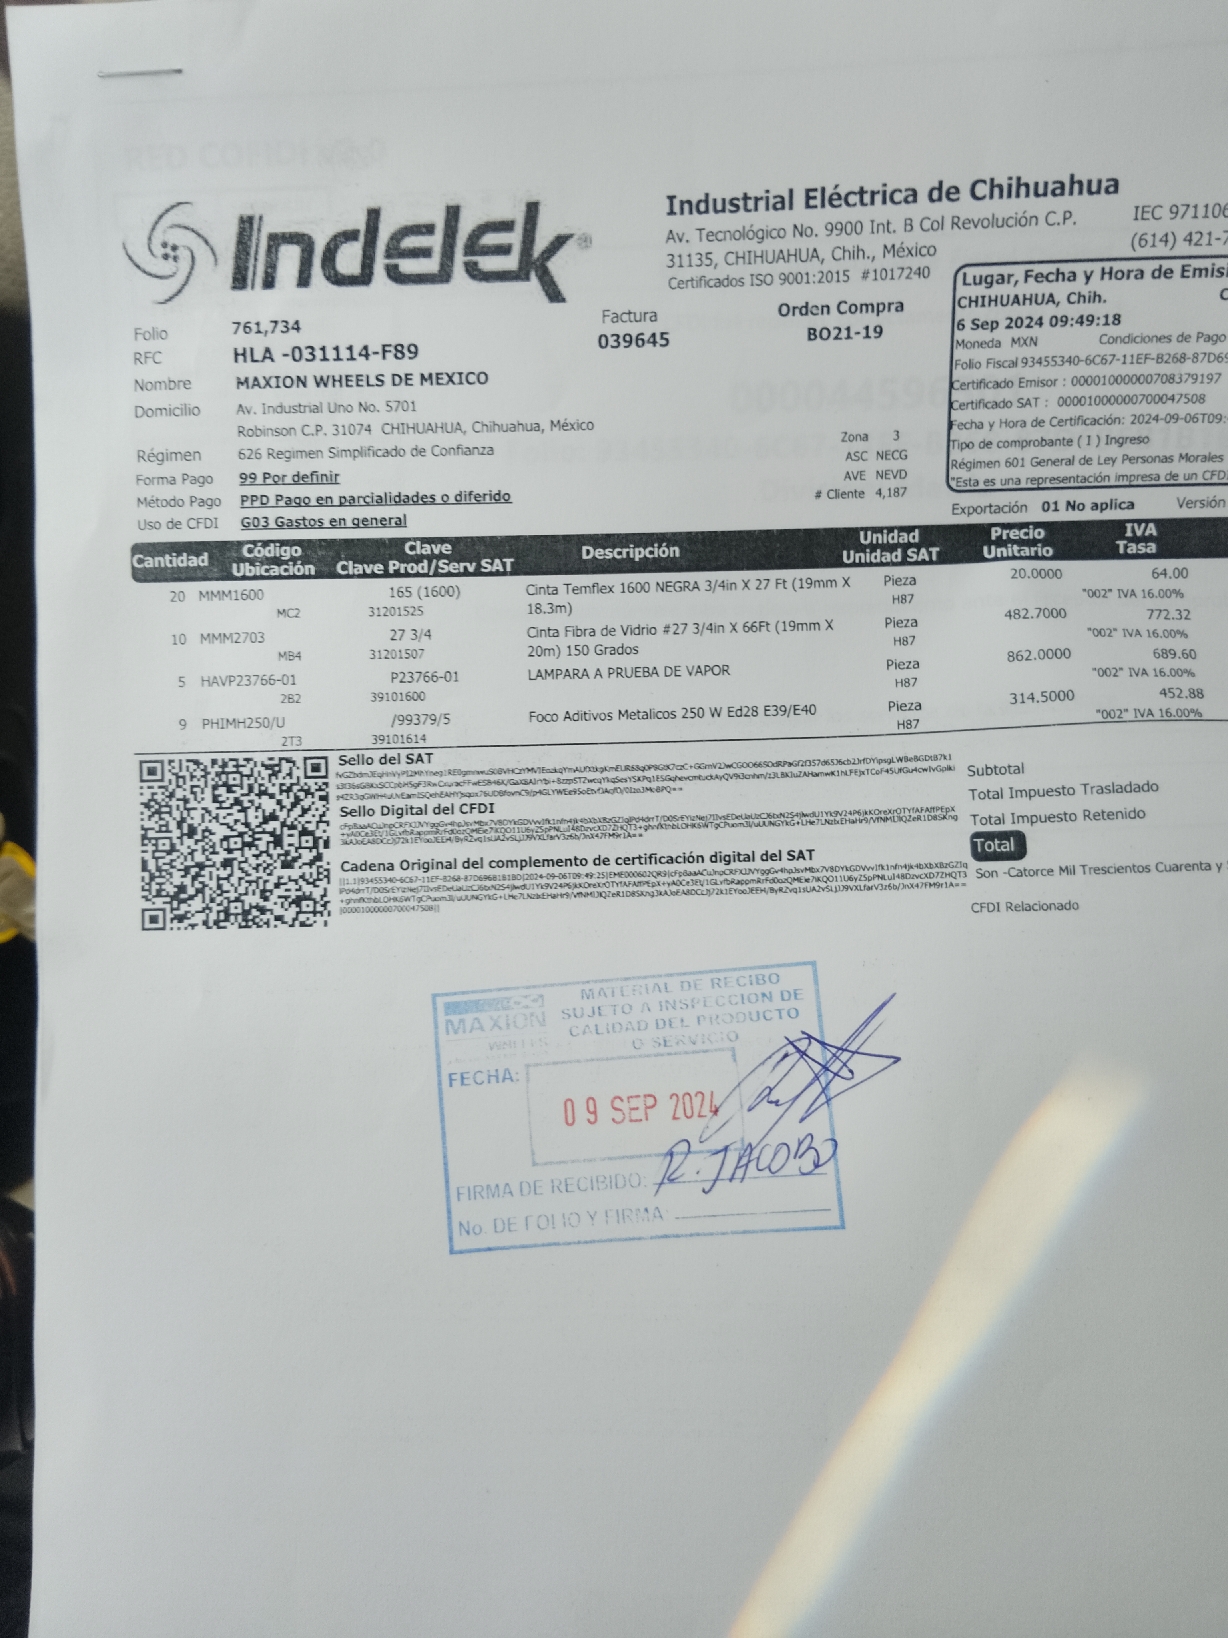 Indelek®
Industrial Eléctrica de Chihuahua
Av. Tecnológico No. 9900 Int. B Col Revolución C.P.
31135, CHIHUAHUA, Chih., México
Certificados ISO 9001:2015 #1017240
IEC 971106
(614) 421-7
Folio 761,734
RFC HLA -031114-F89
Nombre MAXION WHEELS DE MEXICO
Domicilio Av. Industrial Uno No. 5701
Robinson C.P. 31074 CHIHUAHUA, Chihuahua, México
Régimen 626 Regimen Simplificado de Confianza
Forma Pago 99 Por definir
Método Pago PPD Pago en parcialidades o diferido
Uso de CFDI G03 Gastos en general
Factura
039645
Orden Compra
BO21-19
Zona 3
ASC NECG
AVE NEVD
# Cliente 4,187
Lugar, Fecha y Hora de Emisi
CHIHUAHUA, Chih. C
6 Sep 2024 09:49:18
Moneda MXN Condiciones de Pago
Folio Fiscal 93455340-6C67-11EF-B268-87D69
Certificado Emisor : 00001000000708379197
Certificado SAT : 00001000000700047508
Fecha y Hora de Certificación: 2024-09-06T09:
Tipo de comprobante ( I ) Ingreso
Régimen 601 General de Ley Personas Morales
"Esta es una representación impresa de un CFD
Exportación 01 No aplica Versión
Cantidad Código Ubicación Clave Clave Prod/Serv SAT Descripción Unidad Unidad SAT Precio Unitario IVA Tasa
20 MMM1600 165 (1600) Cinta Temflex 1600 NEGRA 3/4in X 27 Ft (19mm X Pieza 20.0000 64.00
MC2 31201525 18.3m) H87 "002" IVA 16.00%
10 MMM2703 27 3/4 Cinta Fibra de Vidrio #27 3/4in X 66Ft (19mm X Pieza 482.7000 772.32
MB4 31201507 20m) 150 Grados H87 "002" IVA 16.00%
5 HAVP23766-01 P23766-01 LAMPARA A PRUEBA DE VAPOR Pieza 862.0000 689.60
2B2 39101600 H87 "002" IVA 16.00%
9 PHIMH250/U /99379/5 Foco Aditivos Metalicos 250 W Ed28 E39/E40 Pieza 314.5000 452.88
2T3 39101614 H87 "002" IVA 16.00%
Sello del SAT
Sello Digital del CFDI
Cadena Original del complemento de certificación digital del SAT
Subtotal
Total Impuesto Trasladado
Total Impuesto Retenido
Total
Son -Catorce Mil Trescientos Cuarenta y
CFDI Relacionado
MAXION
WHEELS
MATERIAL DE RECIBO
SUJETO A INSPECCION DE
CALIDAD DEL PRODUCTO
O SERVICIO
FECHA:
09 SEP 2024
FIRMA DE RECIBIDO: R. JACOBO
No. DE FOLIO Y FIRMA: